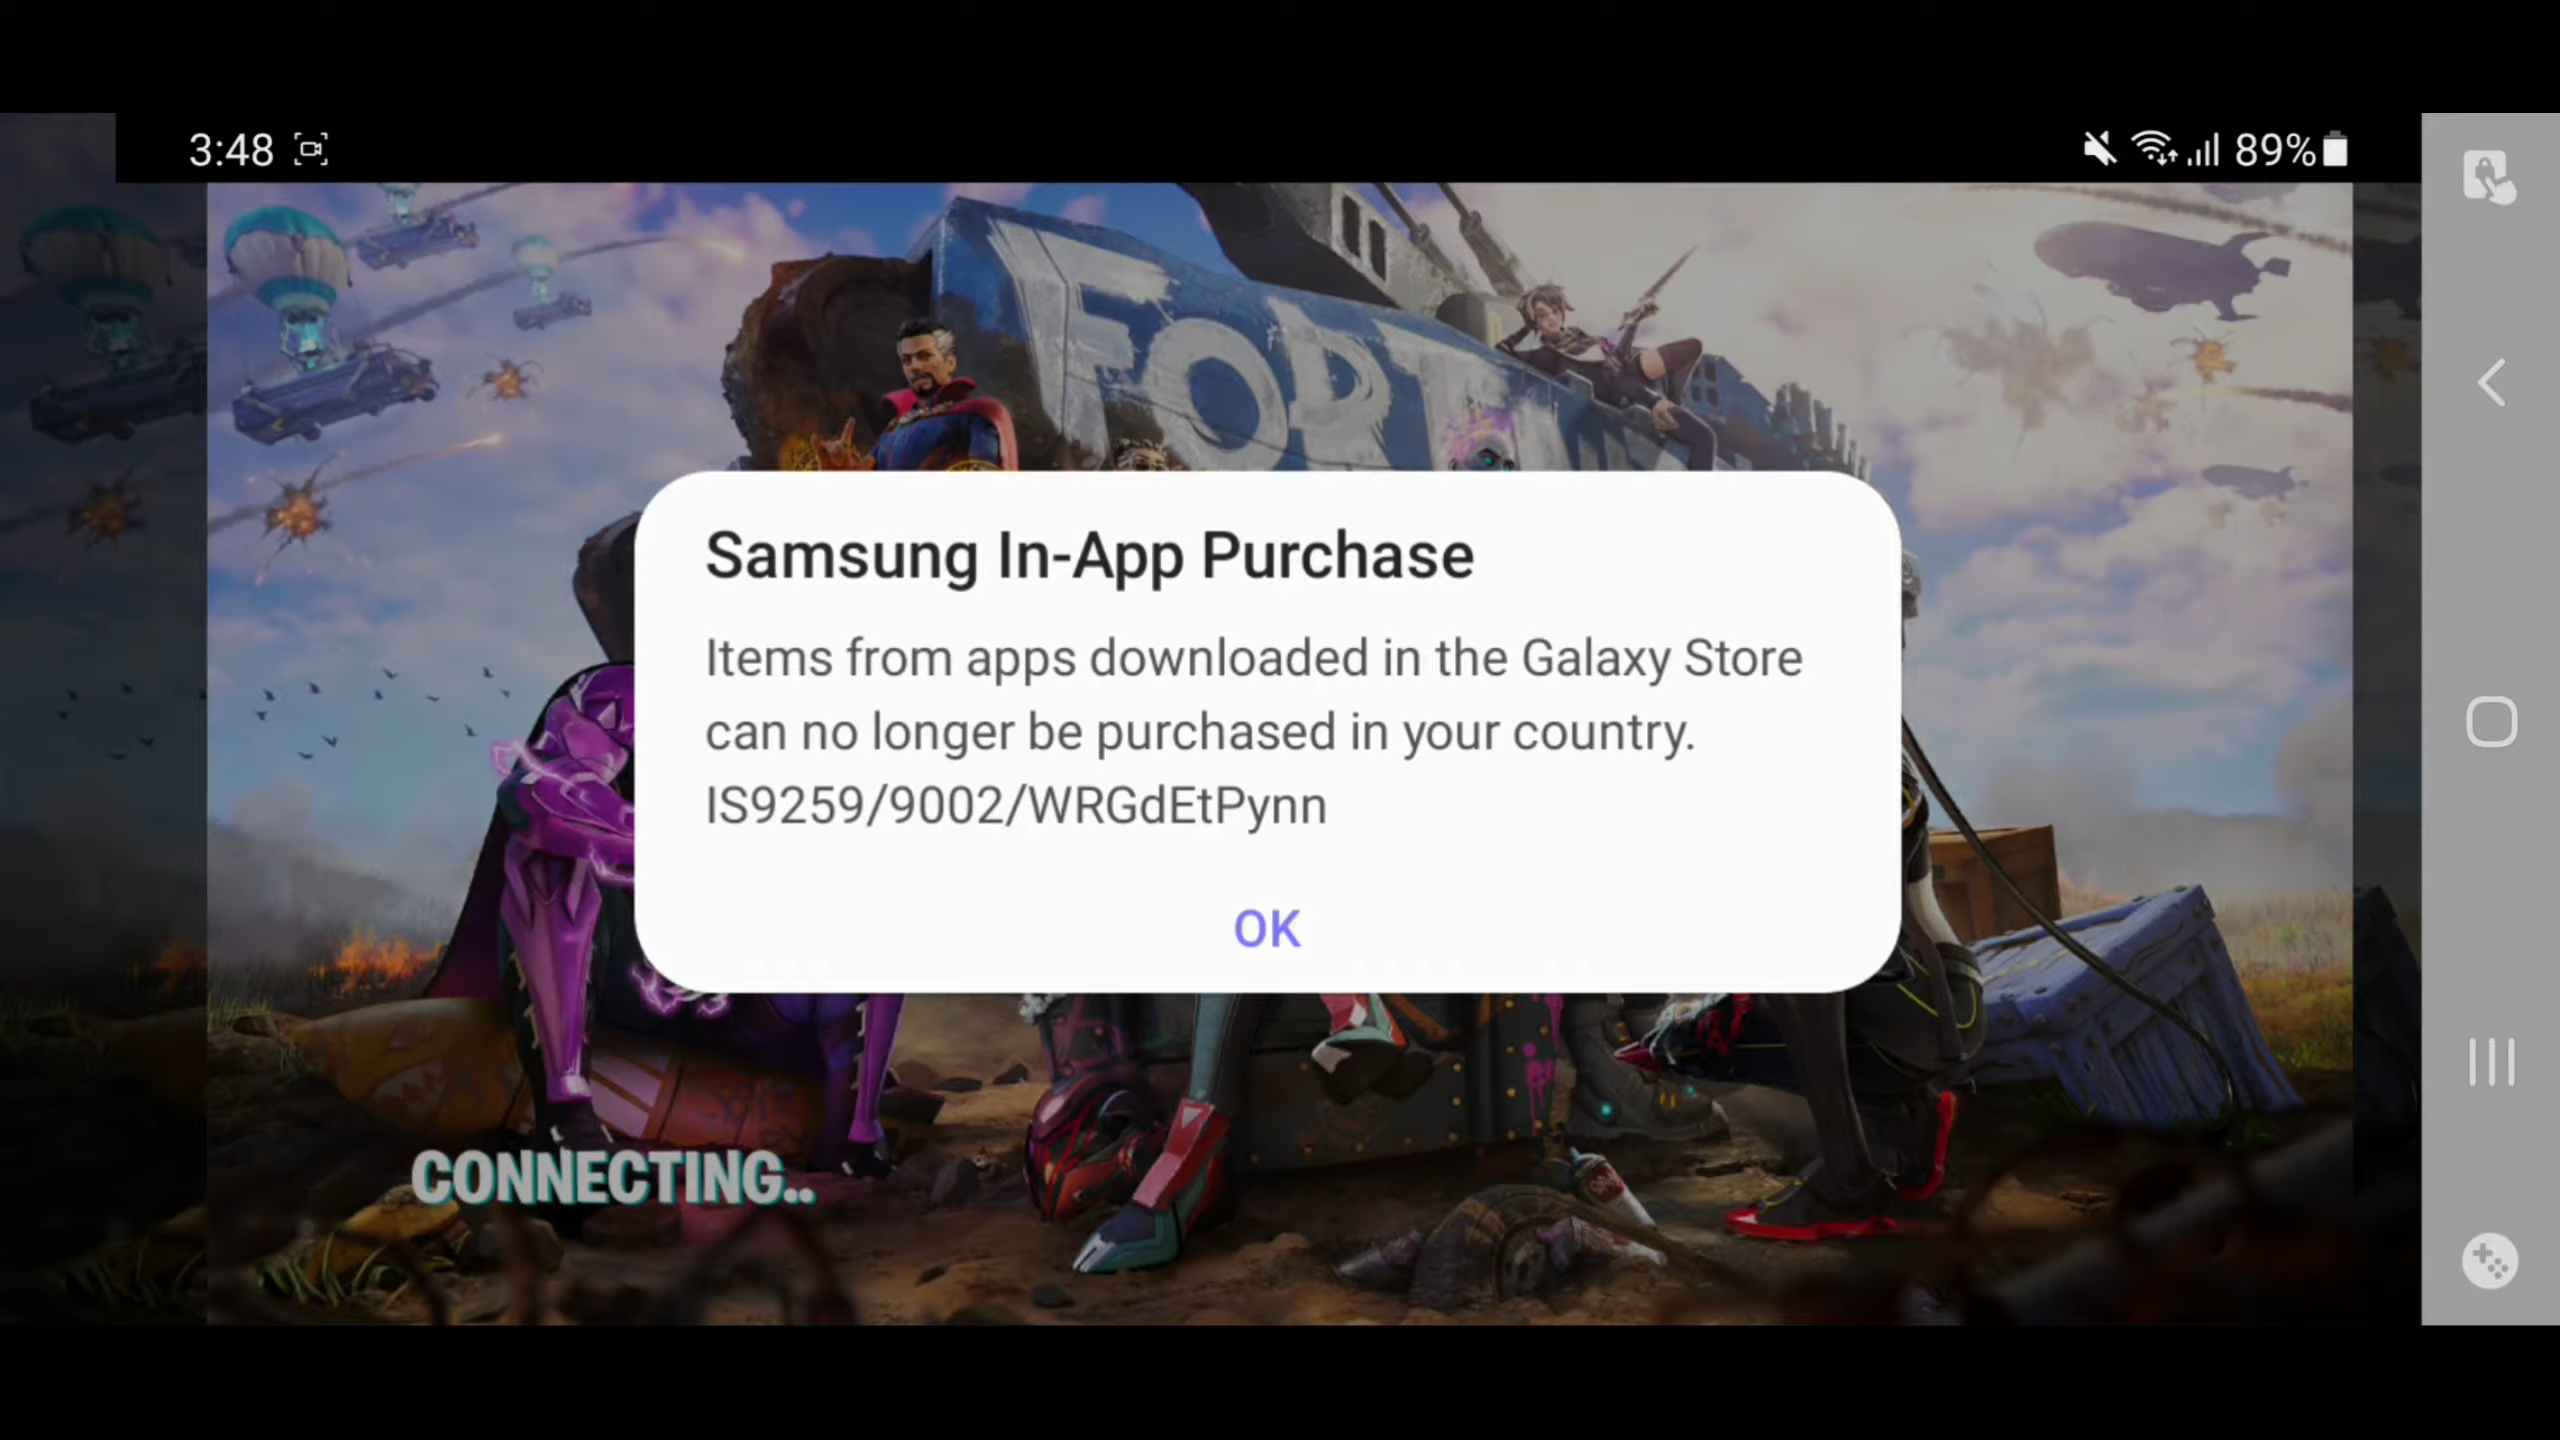 3:48
89%
FORTNI
Samsung In-App Purchase
Items from apps downloaded in the Galaxy Store
can no longer be purchased in your country.
IS9259/9002/WRGdEtPynn
OK
CONNECTING..